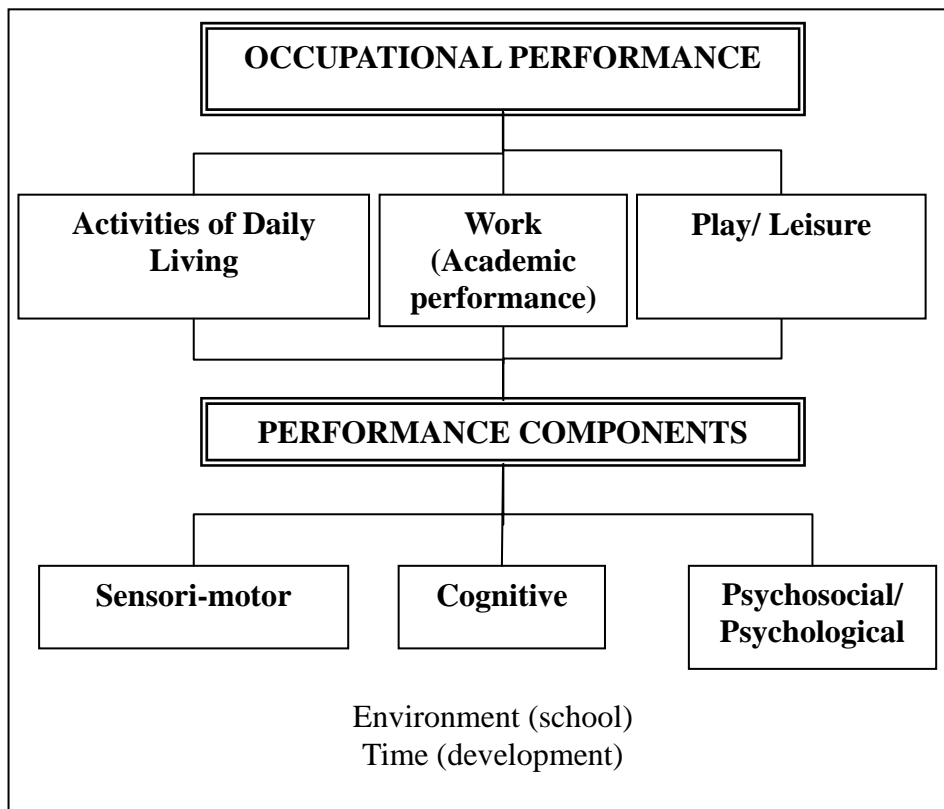 OCCUPATIONAL PERFORMANCE
Activities of Daily
Living
Work
(Academic
performance)
Play/ Leisure
PERFORMANCE COMPONENTS
Sensori-motor
Cognitive
Psychosocial/
Psychological
Environment (school)
Time (development)